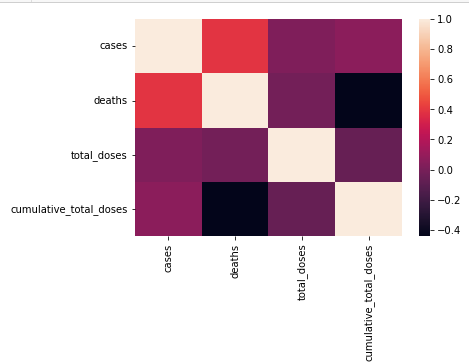 cases
deaths
total_doses
cumulative_total_doses
cases
deaths
total_doses
cumulative_total_doses
1.0
0.8
0.6
0.4
0.2
0.0
−0.2
−0.4